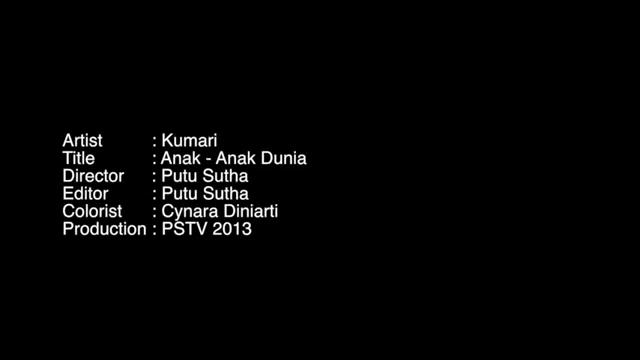 Artist : Kumari
Title : Anak - Anak Dunia
Director : Putu Sutha
Editor : Putu Sutha
Colorist : Cynara Diniarti
Production : PSTV 2013